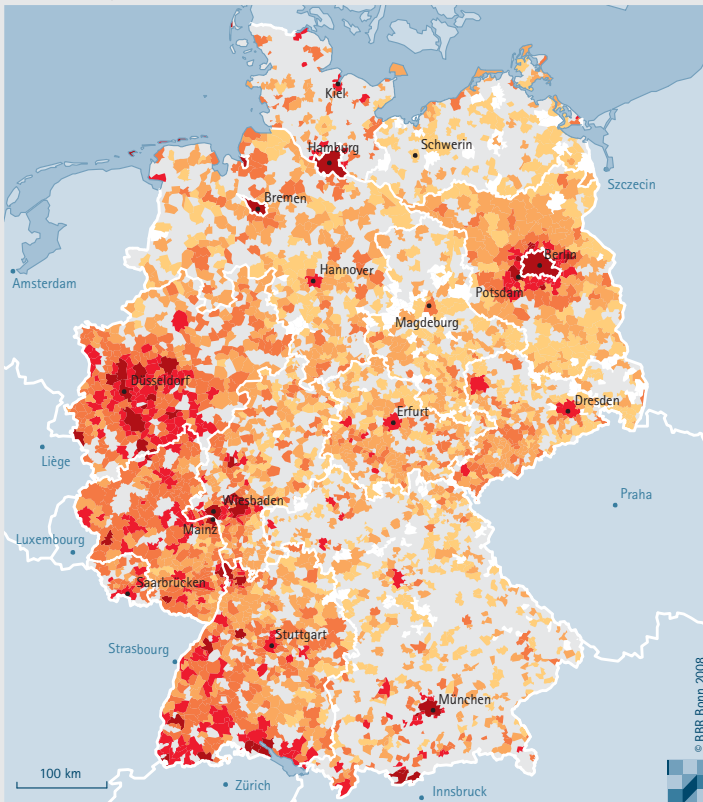 Kiel
Hamburg
Schwerin
Szczecin
Bremen
Berlin
Hannover
Amsterdam
Potsdam
Magdeburg
Düsseldorf
Dresden
Erfurt
Liège
Praha
Wiesbaden
Mainz
Luxembourg
Saarbrücken
Stuttgart
Strasbourg
München
100 km
Zürich
Innsbruck
© BBR Bonn 2008